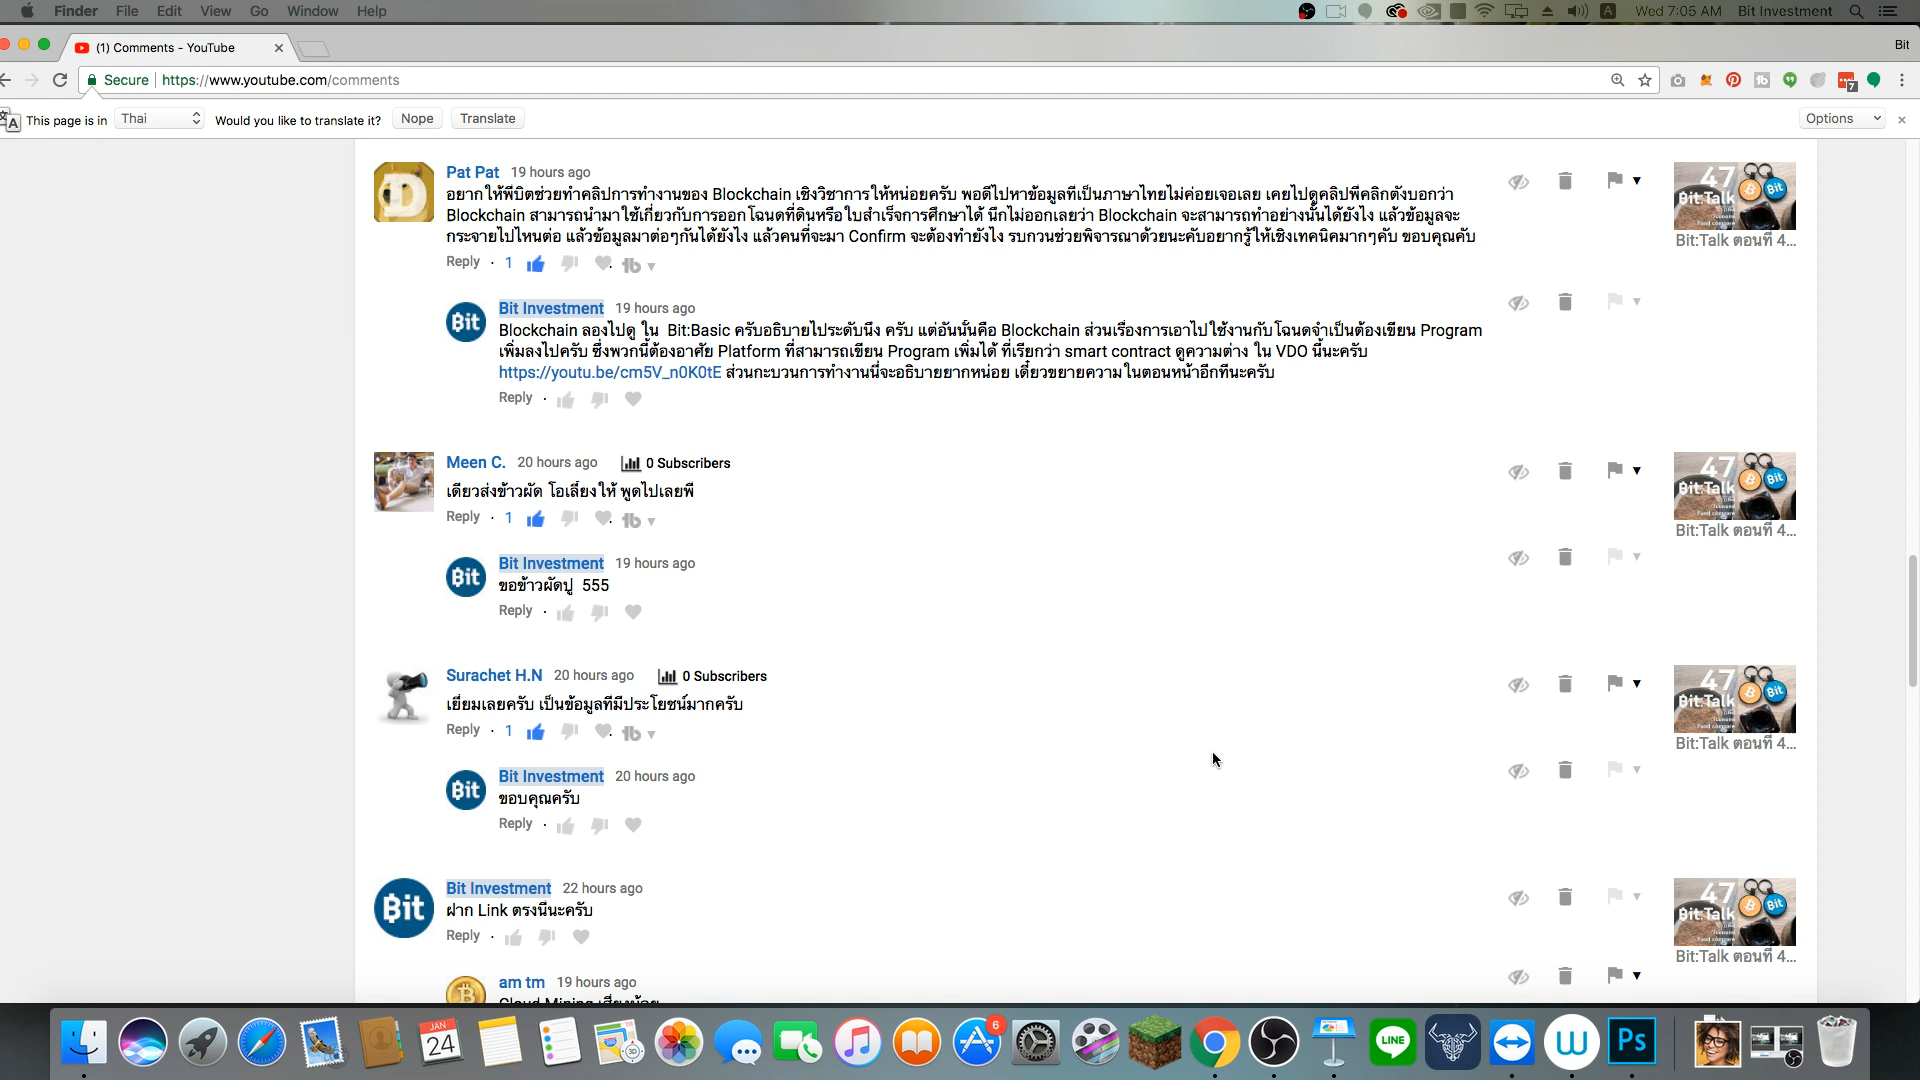 Finder File Edit View Go Window Help
A Wed 7:05 AM Bit Investment
(1) Comments - YouTube
Bit
Secure https://www.youtube.com/comments
7
This page is in Thai Would you like to translate it? Nope Translate Options
Pat Pat 19 hours ago
อยากให้พี่บิตช่วยทำคลิปการทำงานของ Blockchain เชิงวิชาการให้หน่อยครับ พอดีไปหาข้อมูลที่เป็นภาษาไทยไม่ค่อยเจอเลย เคยไปดูคลิปพี่คลิกตังบอกว่า
Blockchain สามารถนำมาใช้เกี่ยวกับการออกโฉนดที่ดินหรือใบสำเร็จการศึกษาได้ นึกไม่ออกเลยว่า Blockchain จะสามารถทำอย่างนั้นได้ยังไง แล้วข้อมูลจะ
กระจายไปไหนต่อ แล้วข้อมูลมาต่อๆกันได้ยังไง แล้วคนที่จะมา Confirm จะต้องทำยังไง รบกวนช่วยพิจารณาด้วยนะคับอยากรู้ให้เชิงเทคนิคมากๆคับ ขอบคุณคับ
Reply · 1
47
Bit:Talk
Bit
Bit:Talk ตอนที่ 4...
Bit Investment 19 hours ago
Bit
Blockchain ลองไปดู ใน Bit:Basic ครับอธิบายไประดับนึง ครับ แต่อันนั้นคือ Blockchain ส่วนเรื่องการเอาไปใช้งานกับโฉนดจำเป็นต้องเขียน Program
เพิ่มลงไปครับ ซึ่งพวกนี้ต้องอาศัย Platform ที่สามารถเขียน Program เพิ่มได้ ที่เรียกว่า smart contract ดูความต่าง ใน VDO นี้นะครับ
https://youtu.be/cm5V_n0K0tE ส่วนกะบวนการทำงานนี่จะอธิบายยากหน่อย เดี๋ยวขยายความในตอนหน้าอีกทีนะครับ
Reply ·
Meen C. 20 hours ago 0 Subscribers
เดียวส่งข้าวผัด โอเลี้ยงให้ พูดไปเลยพี่
Reply · 1
47
Bit:Talk
Bit
Bit:Talk ตอนที่ 4...
Bit Investment 19 hours ago
Bit
ขอข้าวผัดปู 555
Reply ·
Surachet H.N 20 hours ago 0 Subscribers
เยี่ยมเลยครับ เป็นข้อมูลที่มีประโยชน์มากครับ
Reply · 1
47
Bit:Talk
Bit
Bit:Talk ตอนที่ 4...
Bit Investment 20 hours ago
Bit
ขอบคุณครับ
Reply ·
Bit Investment 22 hours ago
Bit
ฝาก Link ตรงนี้นะครับ
Reply ·
47
Bit:Talk
Bit
Bit:Talk ตอนที่ 4...
am tm 19 hours ago
JAN
24
3D
6
LINE
W
Ps